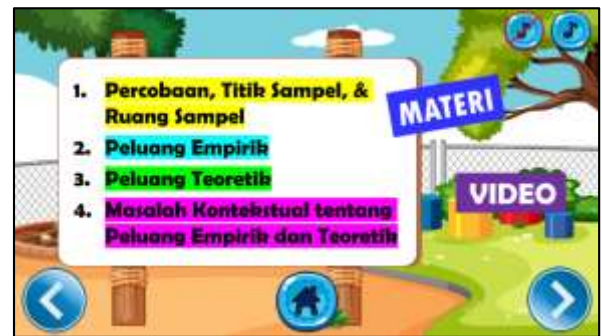 1. Percobaan, Titik Sampel, &
Ruang Sampel
2. Peluang Empirik
3. Peluang Teoretik
4. Masalah Kontekstual tentang
Peluang Empirik dan Teoretik
MATERI
VIDEO